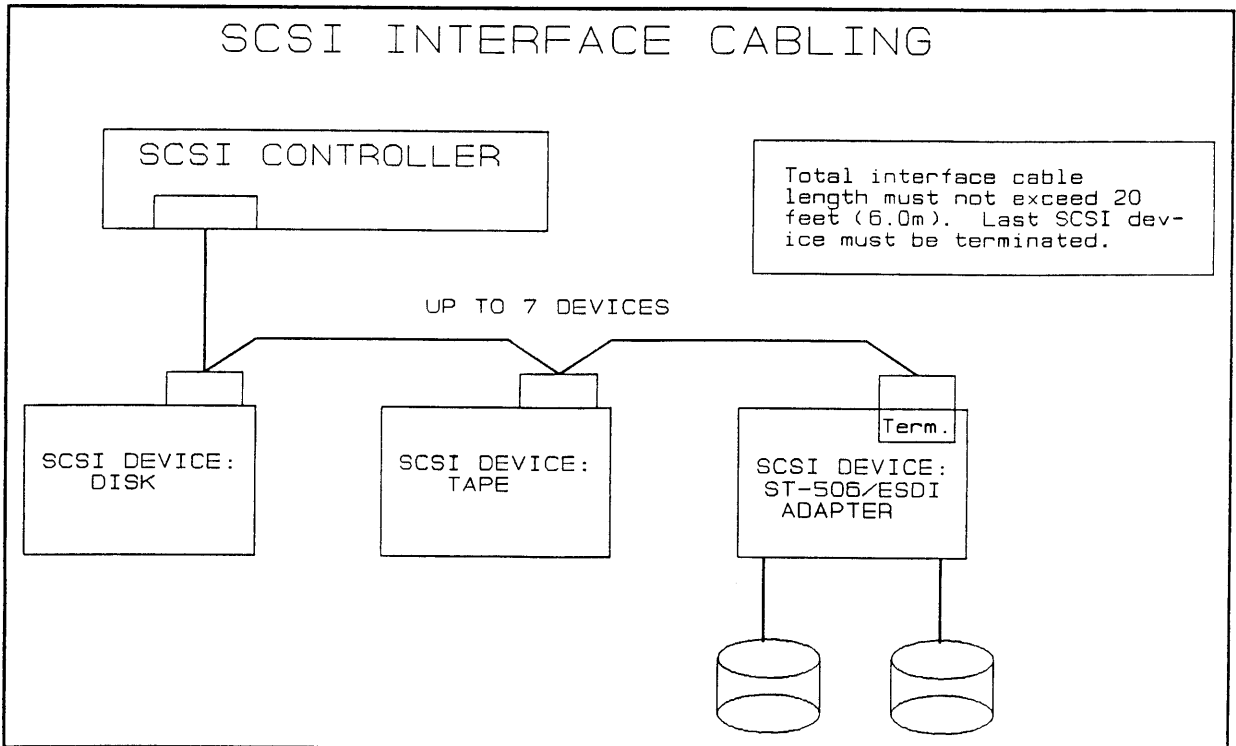 SCSI INTERFACE CABLING
SCSI CONTROLLER
Total interface cable
length must not exceed 20
feet (6.0m). Last SCSI dev-
ice must be terminated.
UP TO 7 DEVICES
Term.
SCSI DEVICE:
DISK
SCSI DEVICE:
TAPE
SCSI DEVICE:
ST-506/ESDI
ADAPTER